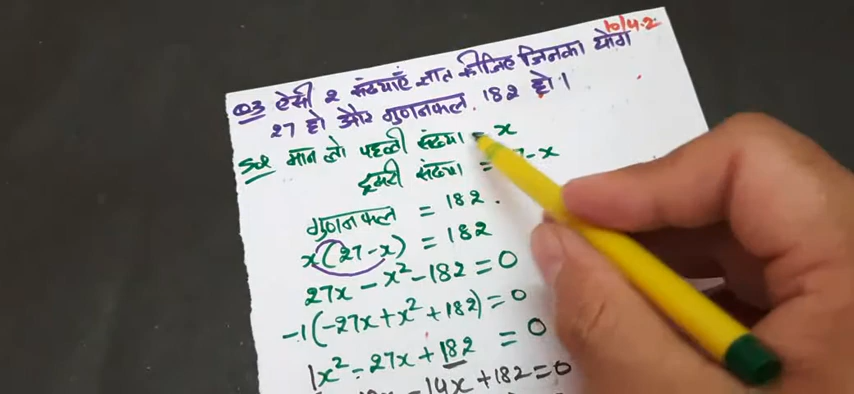 10/4.2
Q3 ऐसी 2 संख्याएँ ज्ञात कीजिए जिनका योग
27 हो और गुणनफल 182 हो।
Sol मान लो पहली संख्या = x
दूसरी संख्या = 7-x
गुणनफल = 182.
x(27-x) = 182
27x - x² - 182 = 0
-1(-27x + x² + 182) = 0
1x² - 27x + 182 = 0
- 14x + 182 = 0